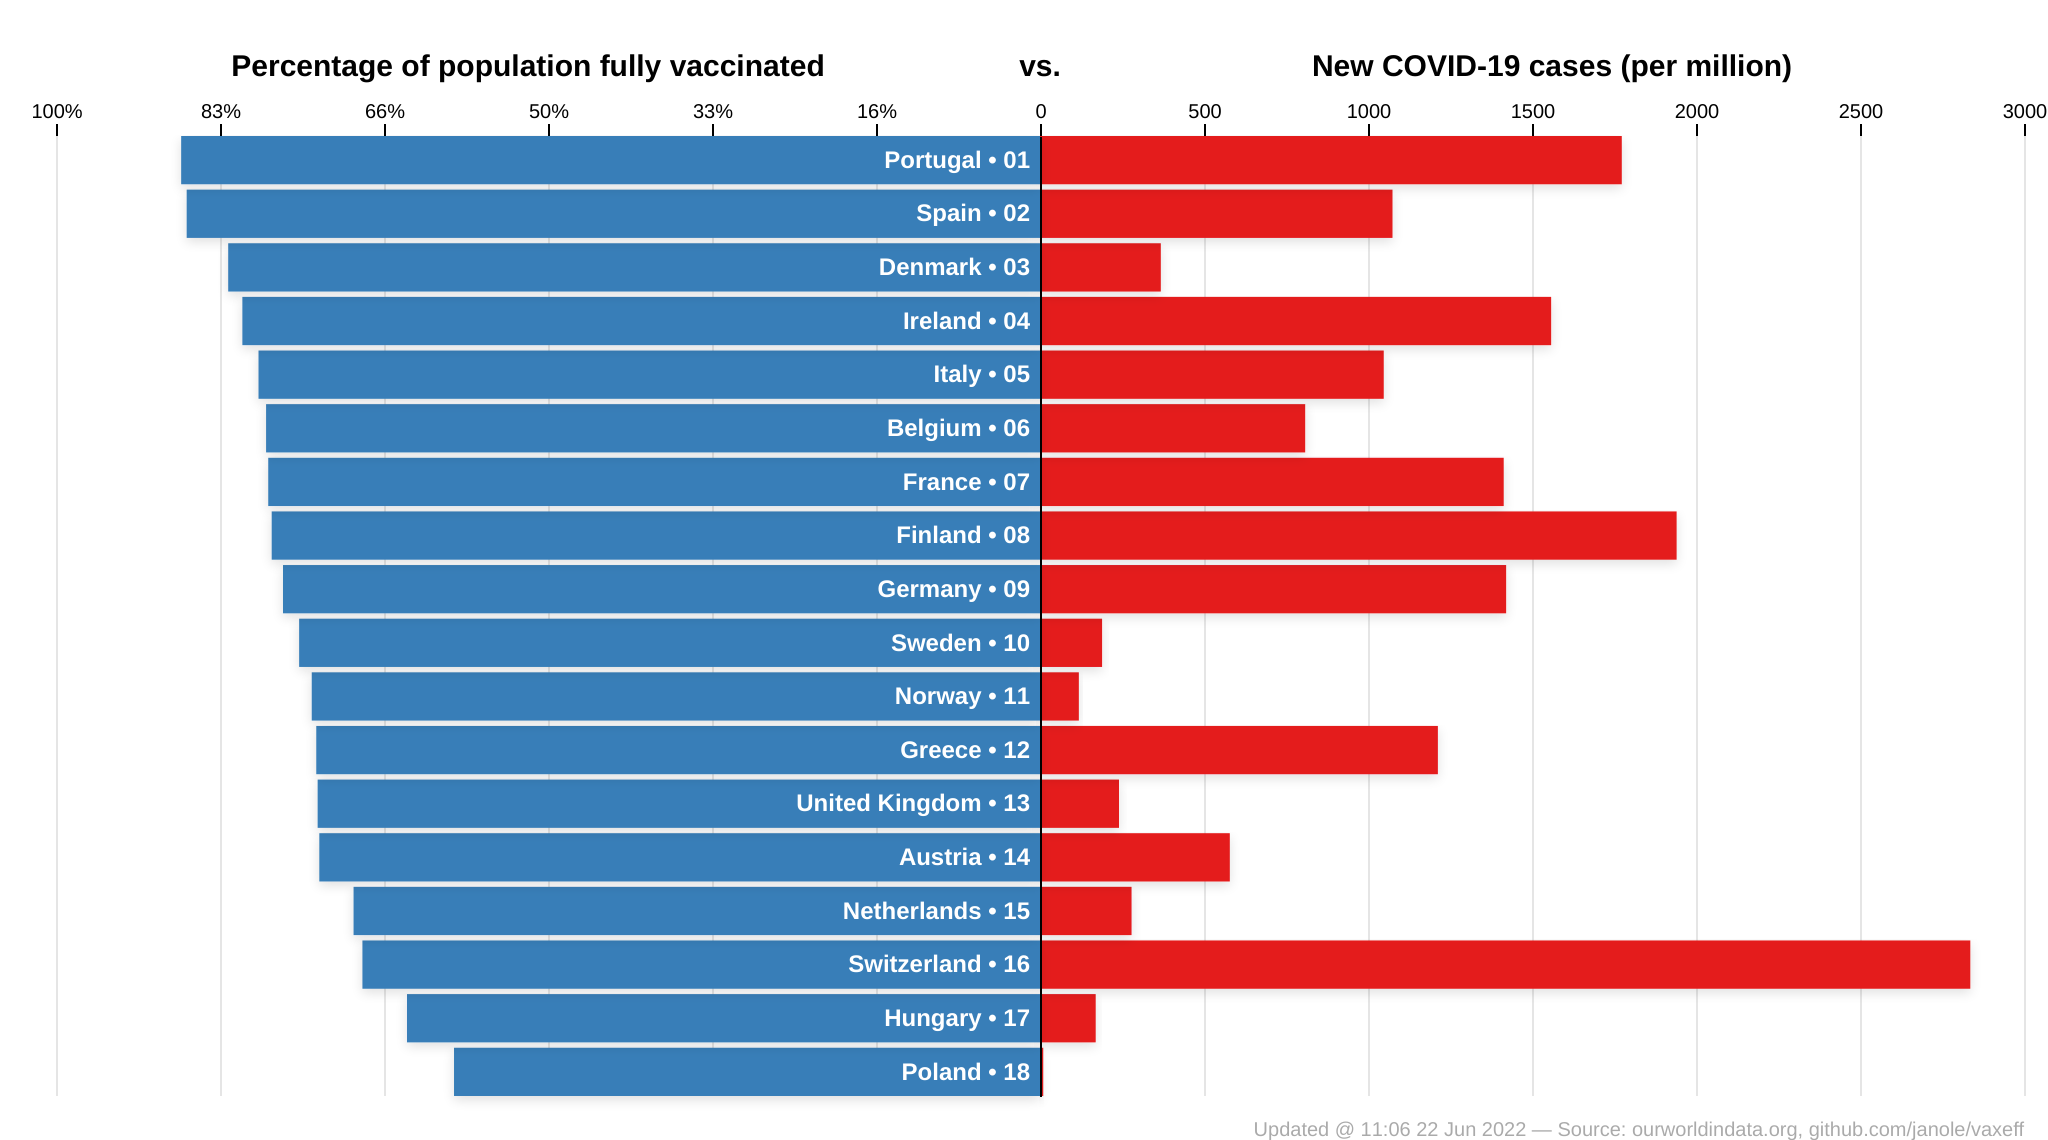 Percentage of population fully vaccinated vs. New COVID-19 cases (per million)
100% 83% 66% 50% 33% 16% 0 500 1000 1500 2000 2500 3000
Portugal • 01
Spain • 02
Denmark • 03
Ireland • 04
Italy • 05
Belgium • 06
France • 07
Finland • 08
Germany • 09
Sweden • 10
Norway • 11
Greece • 12
United Kingdom • 13
Austria • 14
Netherlands • 15
Switzerland • 16
Hungary • 17
Poland • 18
Updated @ 11:06 22 Jun 2022 — Source: ourworldindata.org, github.com/janole/vaxeff